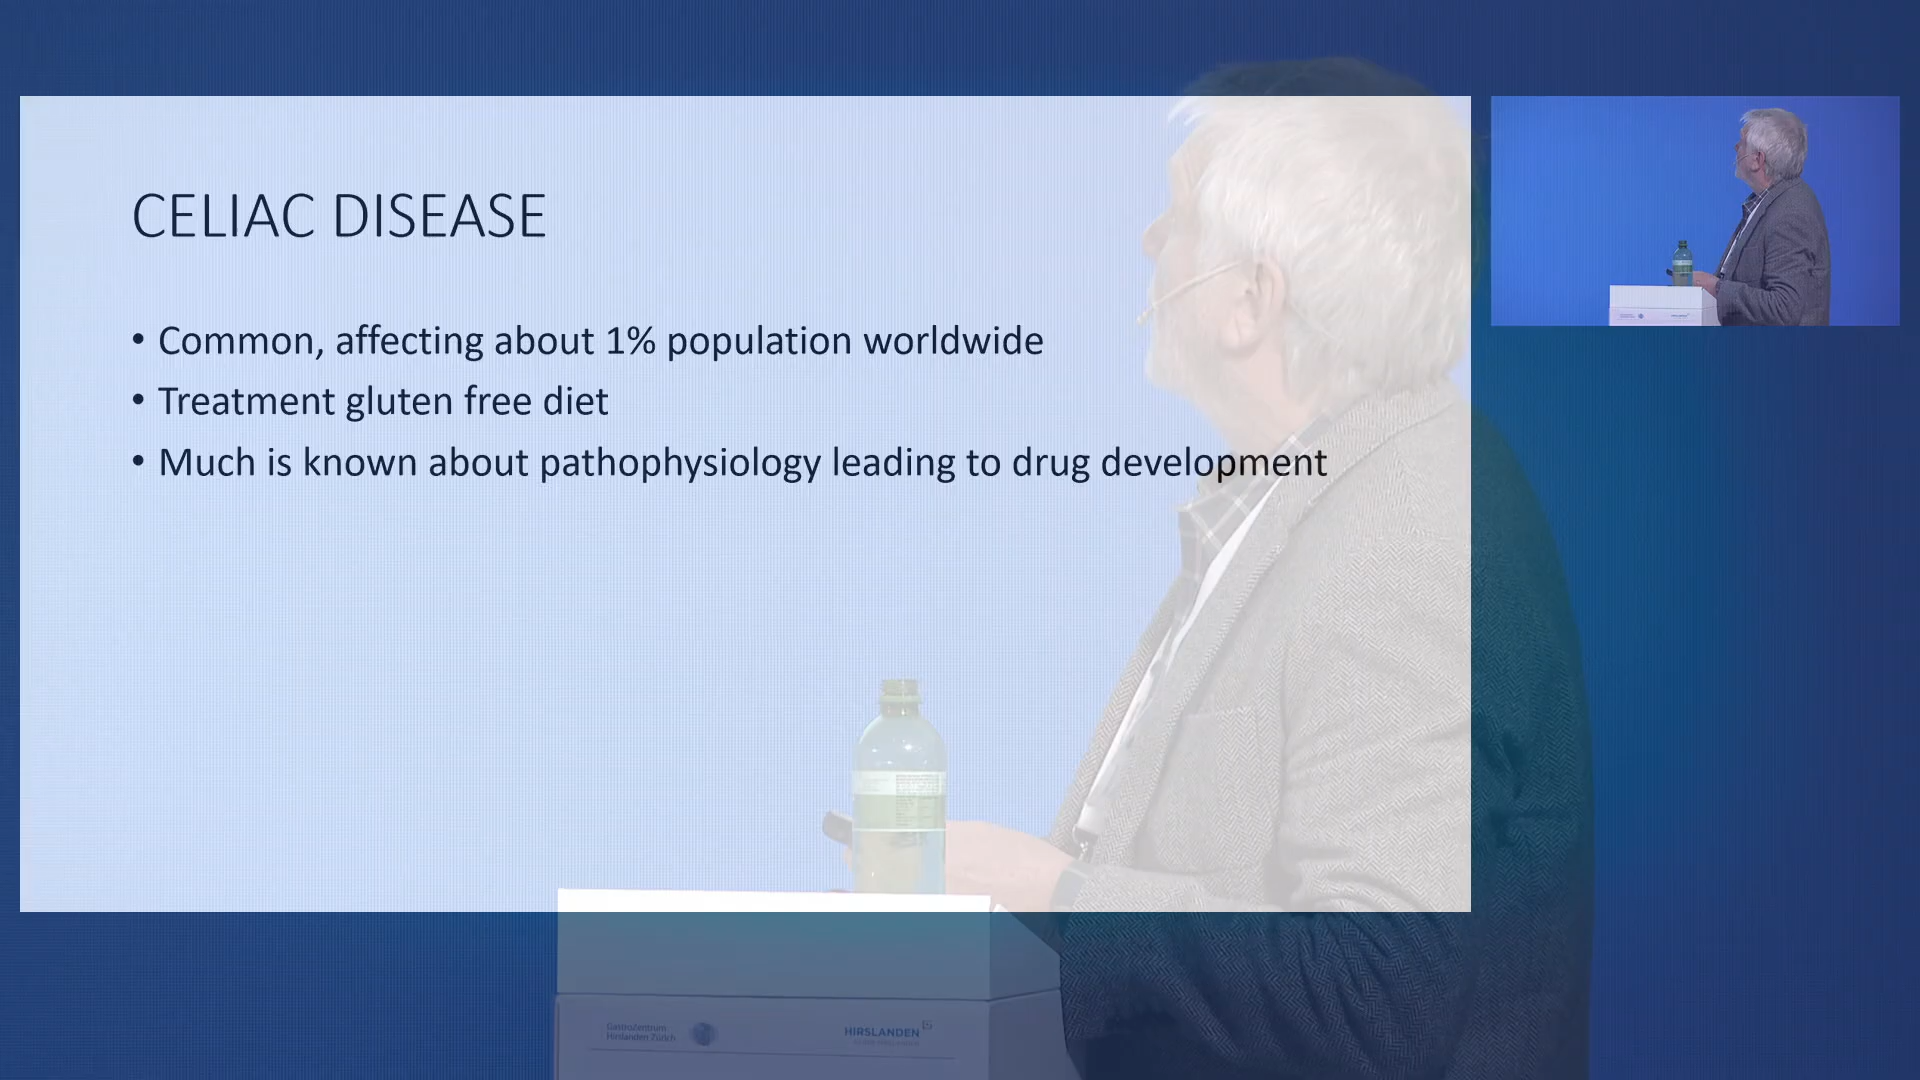 CELIAC DISEASE
• Common, affecting about 1% population worldwide
• Treatment gluten free diet
• Much is known about pathophysiology leading to drug development
GastroZentrum
Hirslanden Zürich
HIRSLANDEN